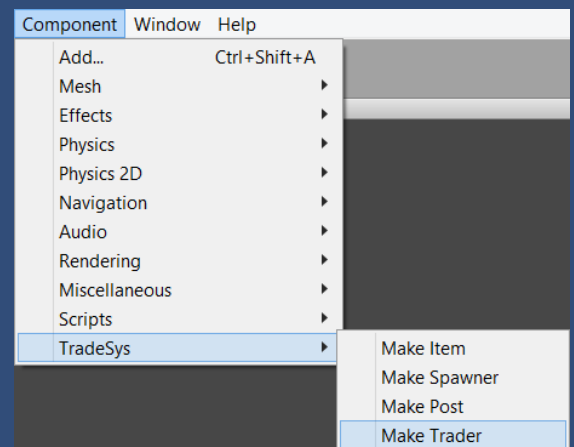 Component Window Help
Add... Ctrl+Shift+A
Mesh
Effects
Physics
Physics 2D
Navigation
Audio
Rendering
Miscellaneous
Scripts
TradeSys
Make Item
Make Spawner
Make Post
Make Trader